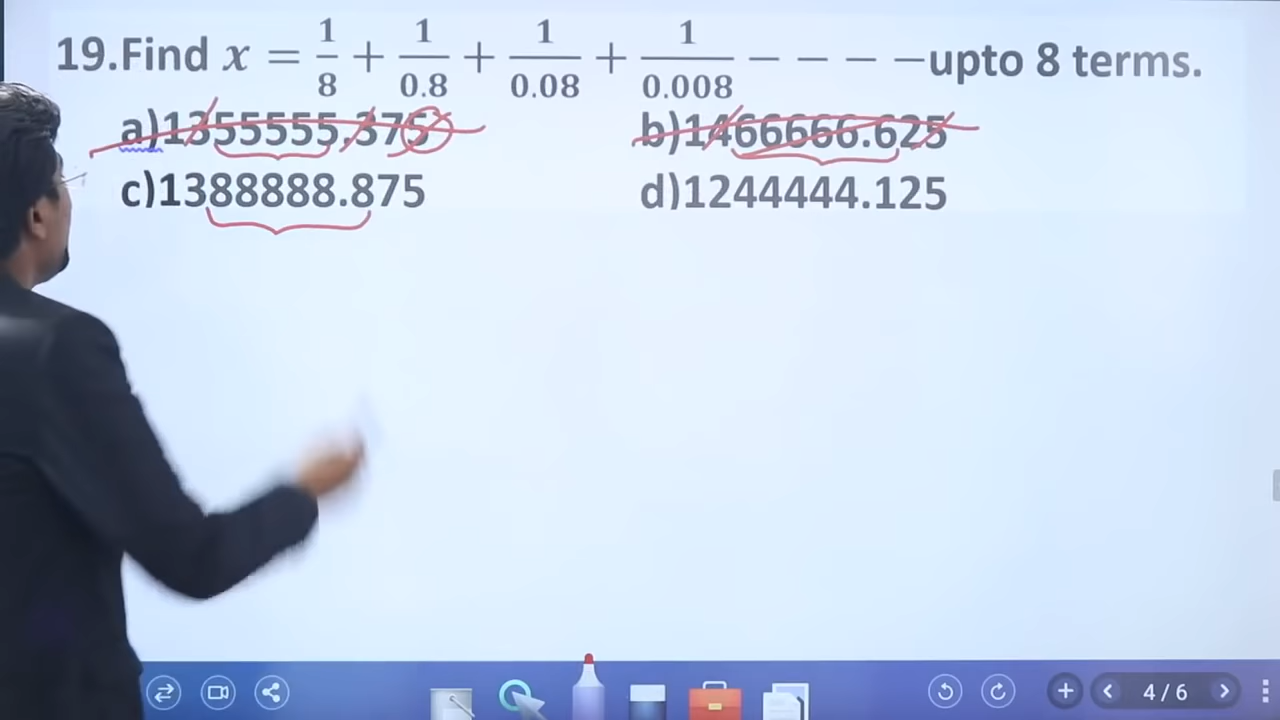 19.Find x = 1/8 + 1/0.8 + 1/0.08 + 1/0.008 − − − −upto 8 terms.
a)1355555.375 b)1466666.625
c)1388888.875 d)1244444.125
4 / 6